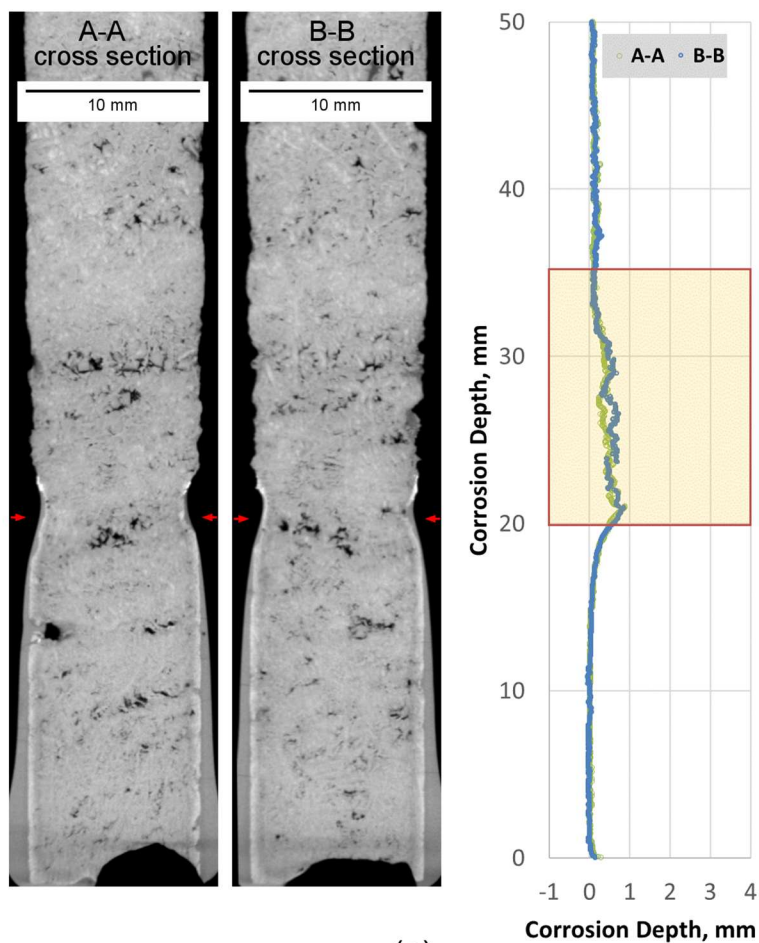 A-A
cross section
10 mm
B-B
cross section
10 mm
A-A B-B
50
40
30
20
10
0
-1 0 1 2 3 4
Corrosion Depth, mm
Corrosion Depth, mm